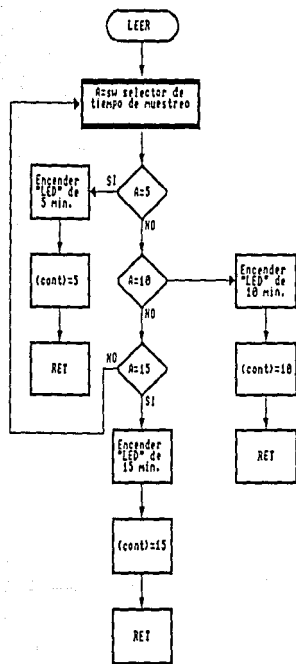 LEER
A=sw selector de
tiempo de muestreo
A=5
SI
NO
Encender
"LED" de
5 min.
(cont)=5
RET
A=10
NO
Encender
"LED" de
10 min.
(cont)=10
RET
A=15
NO
SI
Encender
"LED" de
15 min.
(cont)=15
RET